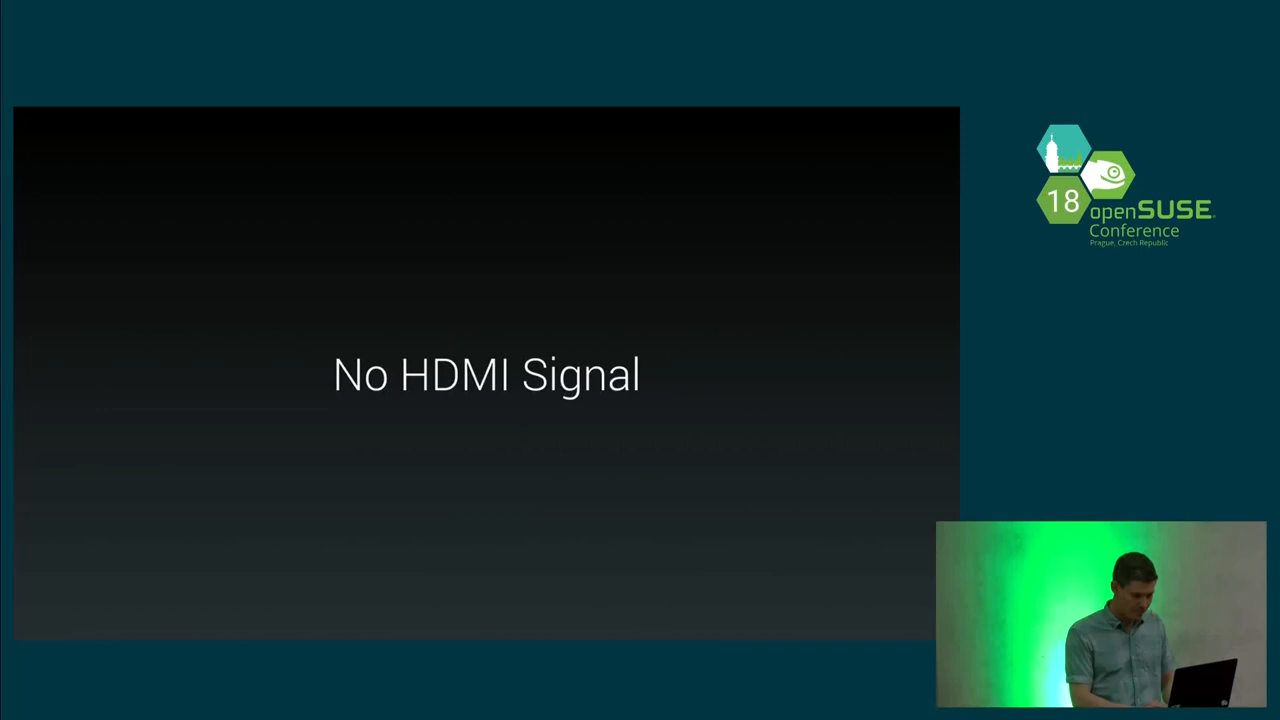 No HDMI Signal
18
openSUSE
Conference
Prague, Czech Republic